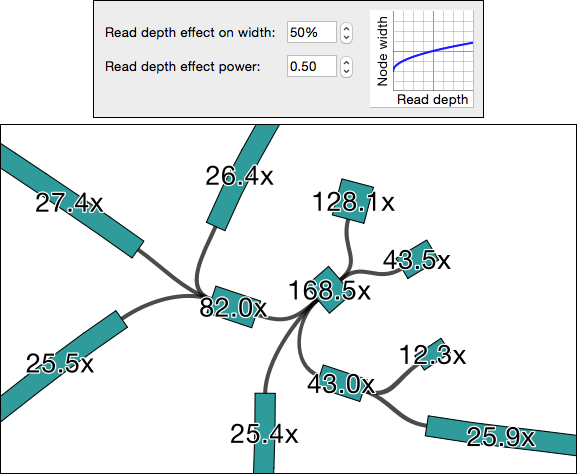 Read depth effect on width: 50%
Read depth effect power: 0.50
Node width
Read depth
26.4x
27.4x
128.1x
43.5x
168.5x
82.0x
12.3x
25.5x
43.0x
25.4x
25.9x